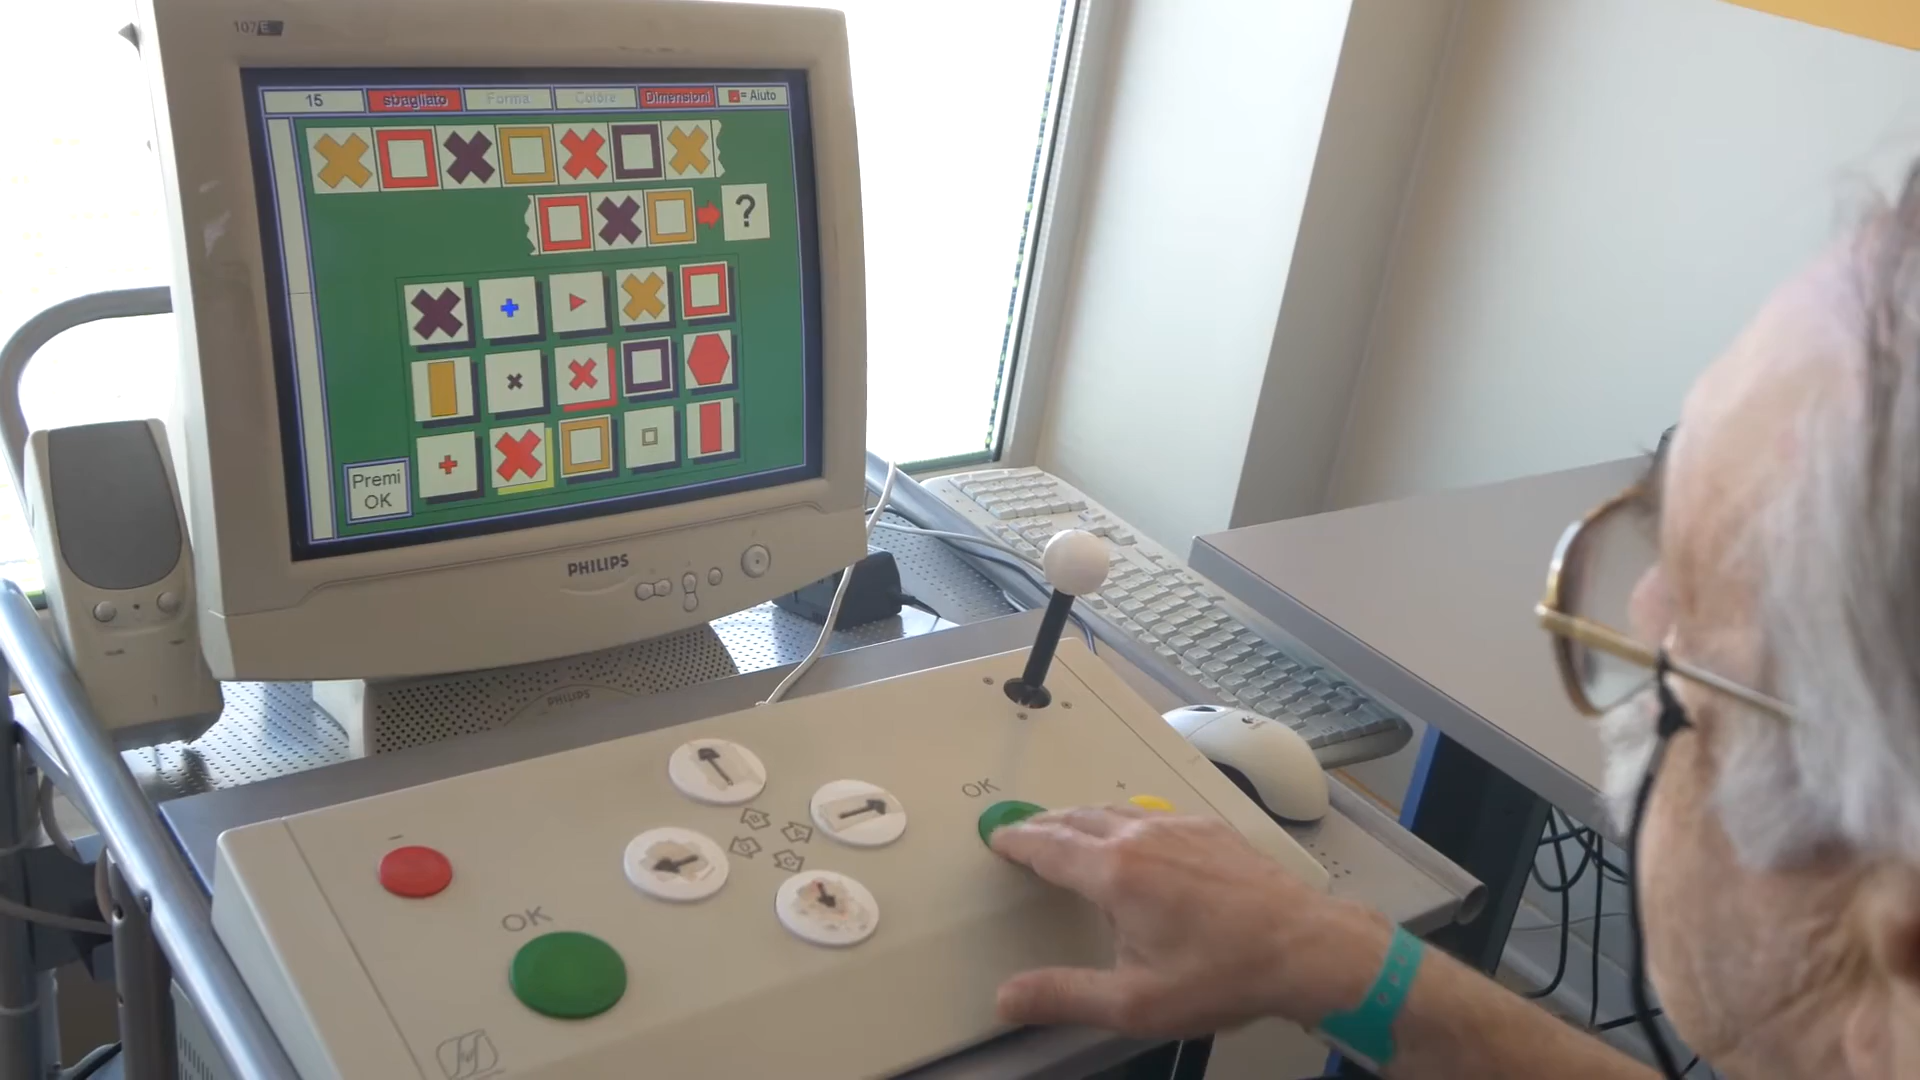 107E
15 sbagliato Forma Colore Dimensioni = Aiuto
?
Premi
OK
PHILIPS
PHILIPS
OK
+
-
OK
B
A
D
C